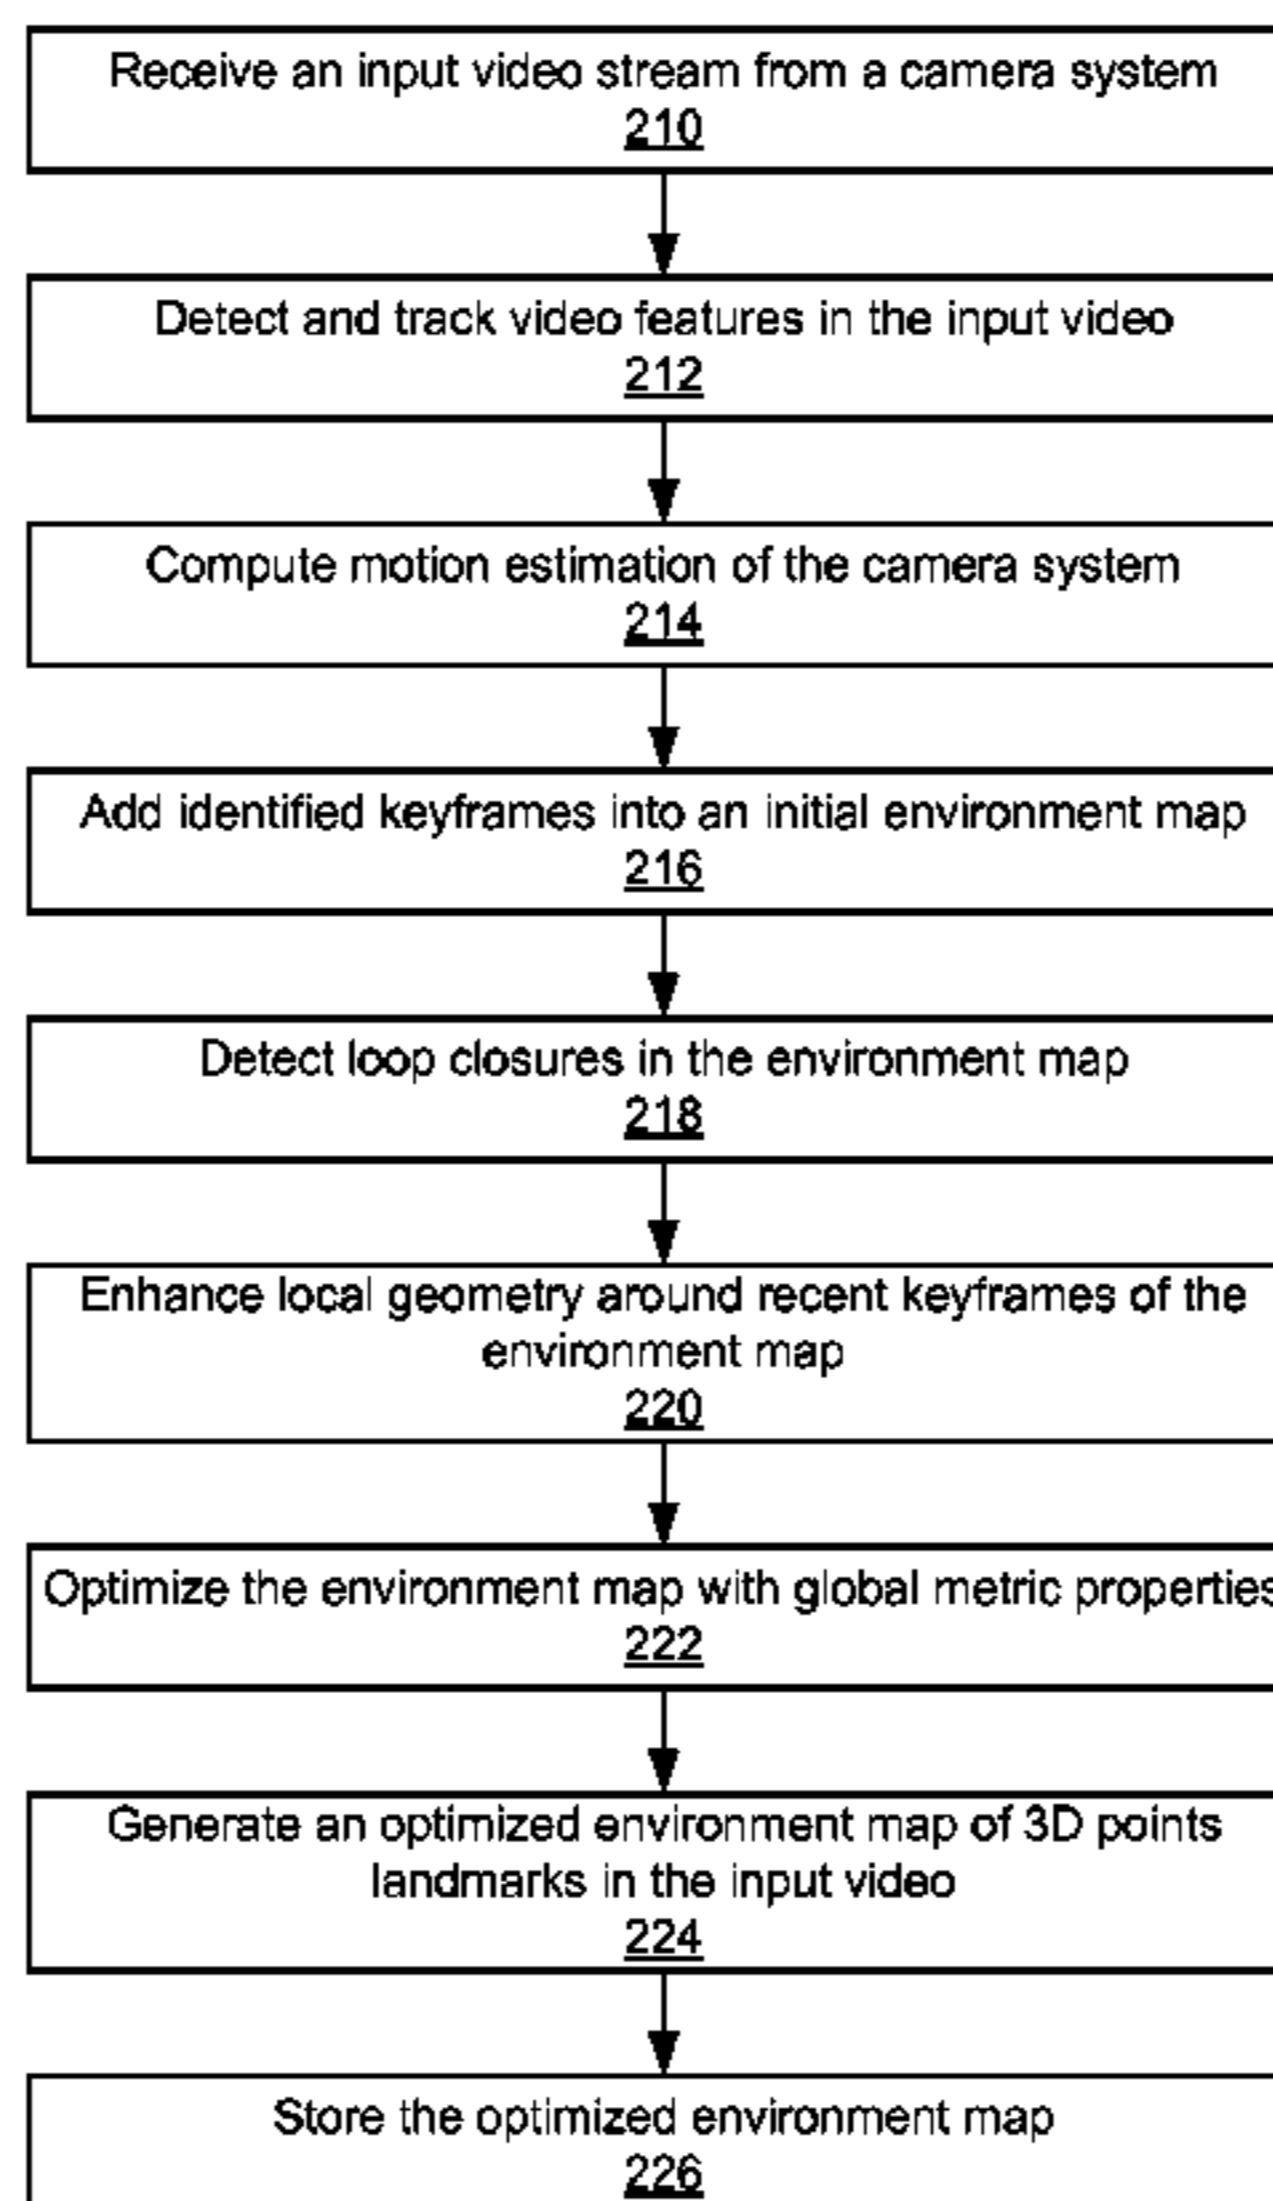 Receive an input video stream from a camera system
210
Detect and track video features in the input video
212
Compute motion estimation of the camera system
214
Add identified keyframes into an initial environment map
216
Detect loop closures in the environment map
218
Enhance local geometry around recent keyframes of the
environment map
220
Optimize the environment map with global metric properties
222
Generate an optimized environment map of 3D points
landmarks in the input video
224
Store the optimized environment map
226